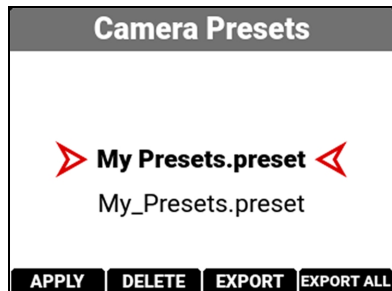 Camera Presets
My Presets.preset
My_Presets.preset
APPLY DELETE EXPORT EXPORT ALL